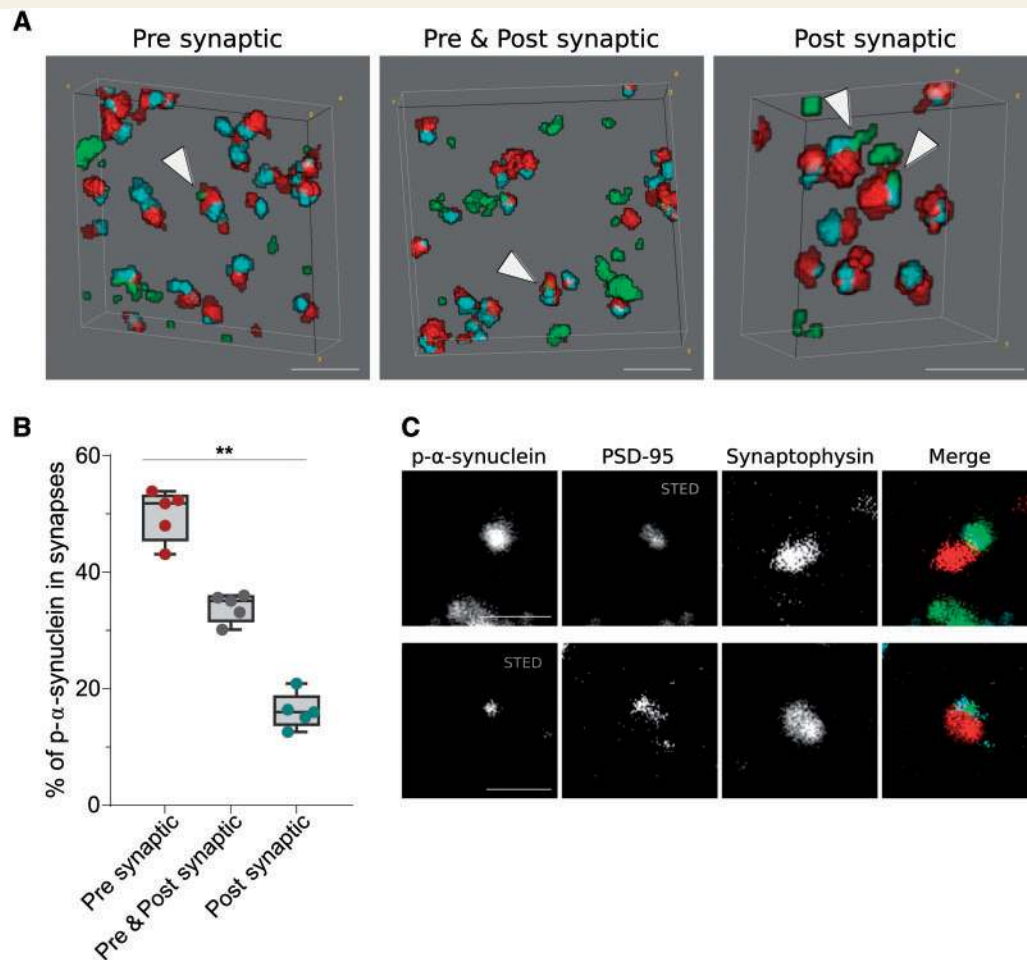 A
Pre synaptic
Pre & Post synaptic
Post synaptic
B
% of p-α-synuclein in synapses
60
40
20
0
**
Pre synaptic
Pre & Post synaptic
Post synaptic
C
p-α-synuclein
PSD-95
Synaptophysin
Merge
STED
STED